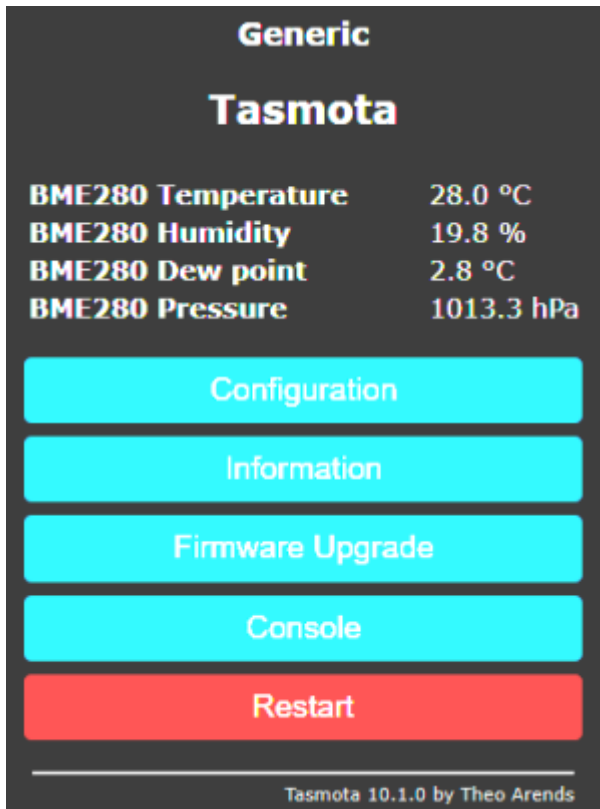 Generic
Tasmota
BME280 Temperature 28.0 °C
BME280 Humidity 19.8 %
BME280 Dew point 2.8 °C
BME280 Pressure 1013.3 hPa
Configuration
Information
Firmware Upgrade
Console
Restart
Tasmota 10.1.0 by Theo Arends